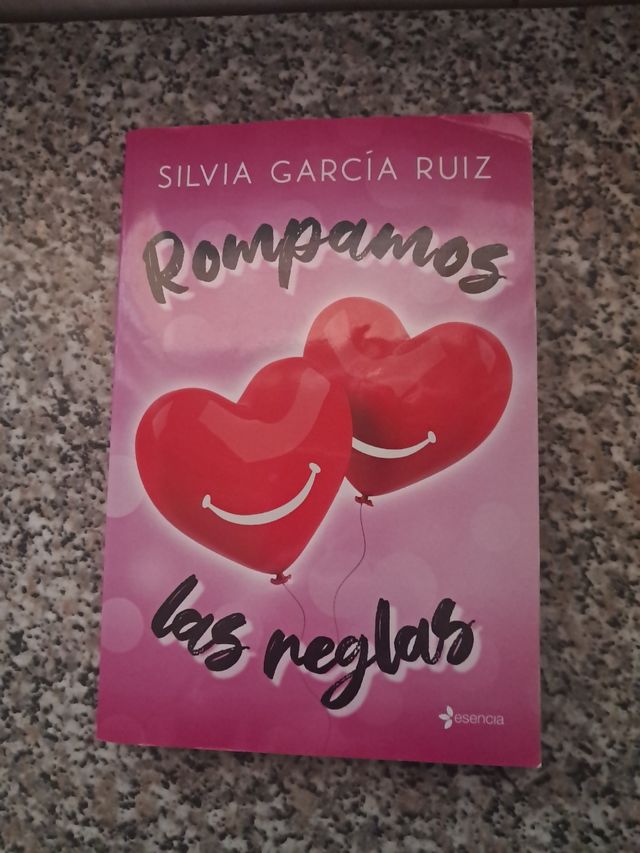 SILVIA GARCÍA RUIZ
Rompamos
las reglas
esencia